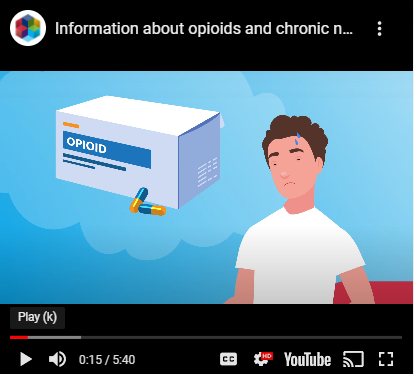 Information about opioids and chronic n...
OPIOID
Play (k)
0:15 / 5:40
CC
HD
YouTube